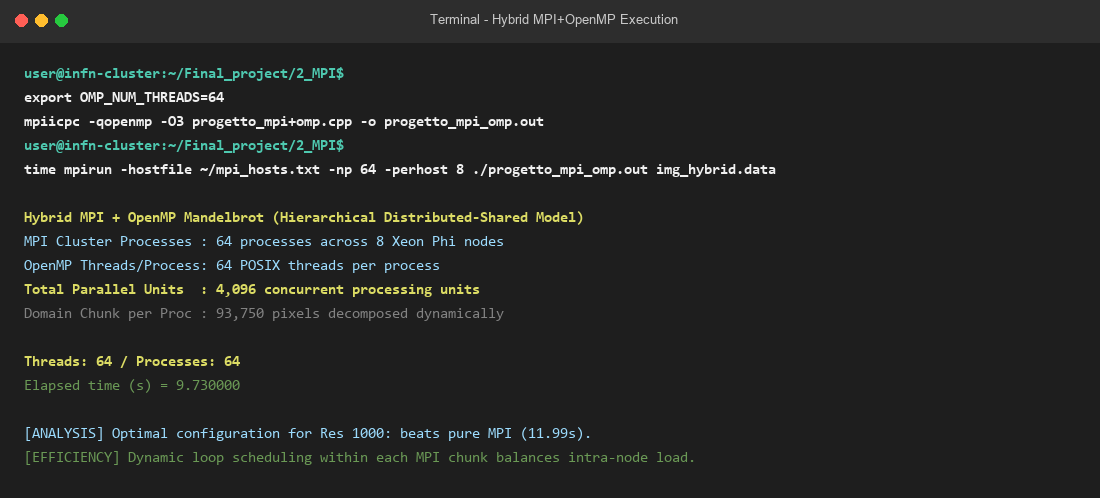 Terminal - Hybrid MPI+OpenMP Execution
user@infn-cluster:~/Final_project/2_MPI$
export OMP_NUM_THREADS=64
mpiicpc -qopenmp -O3 progetto_mpi+omp.cpp -o progetto_mpi_omp.out
user@infn-cluster:~/Final_project/2_MPI$
time mpirun -hostfile ~/mpi_hosts.txt -np 64 -perhost 8 ./progetto_mpi_omp.out img_hybrid.data
Hybrid MPI + OpenMP Mandelbrot (Hierarchical Distributed-Shared Model)
MPI Cluster Processes : 64 processes across 8 Xeon Phi nodes
OpenMP Threads/Process: 64 POSIX threads per process
Total Parallel Units  : 4,096 concurrent processing units
Domain Chunk per Proc : 93,750 pixels decomposed dynamically
Threads: 64 / Processes: 64
Elapsed time (s) = 9.730000
[ANALYSIS] Optimal configuration for Res 1000: beats pure MPI (11.99s).
[EFFICIENCY] Dynamic loop scheduling within each MPI chunk balances intra-node load.